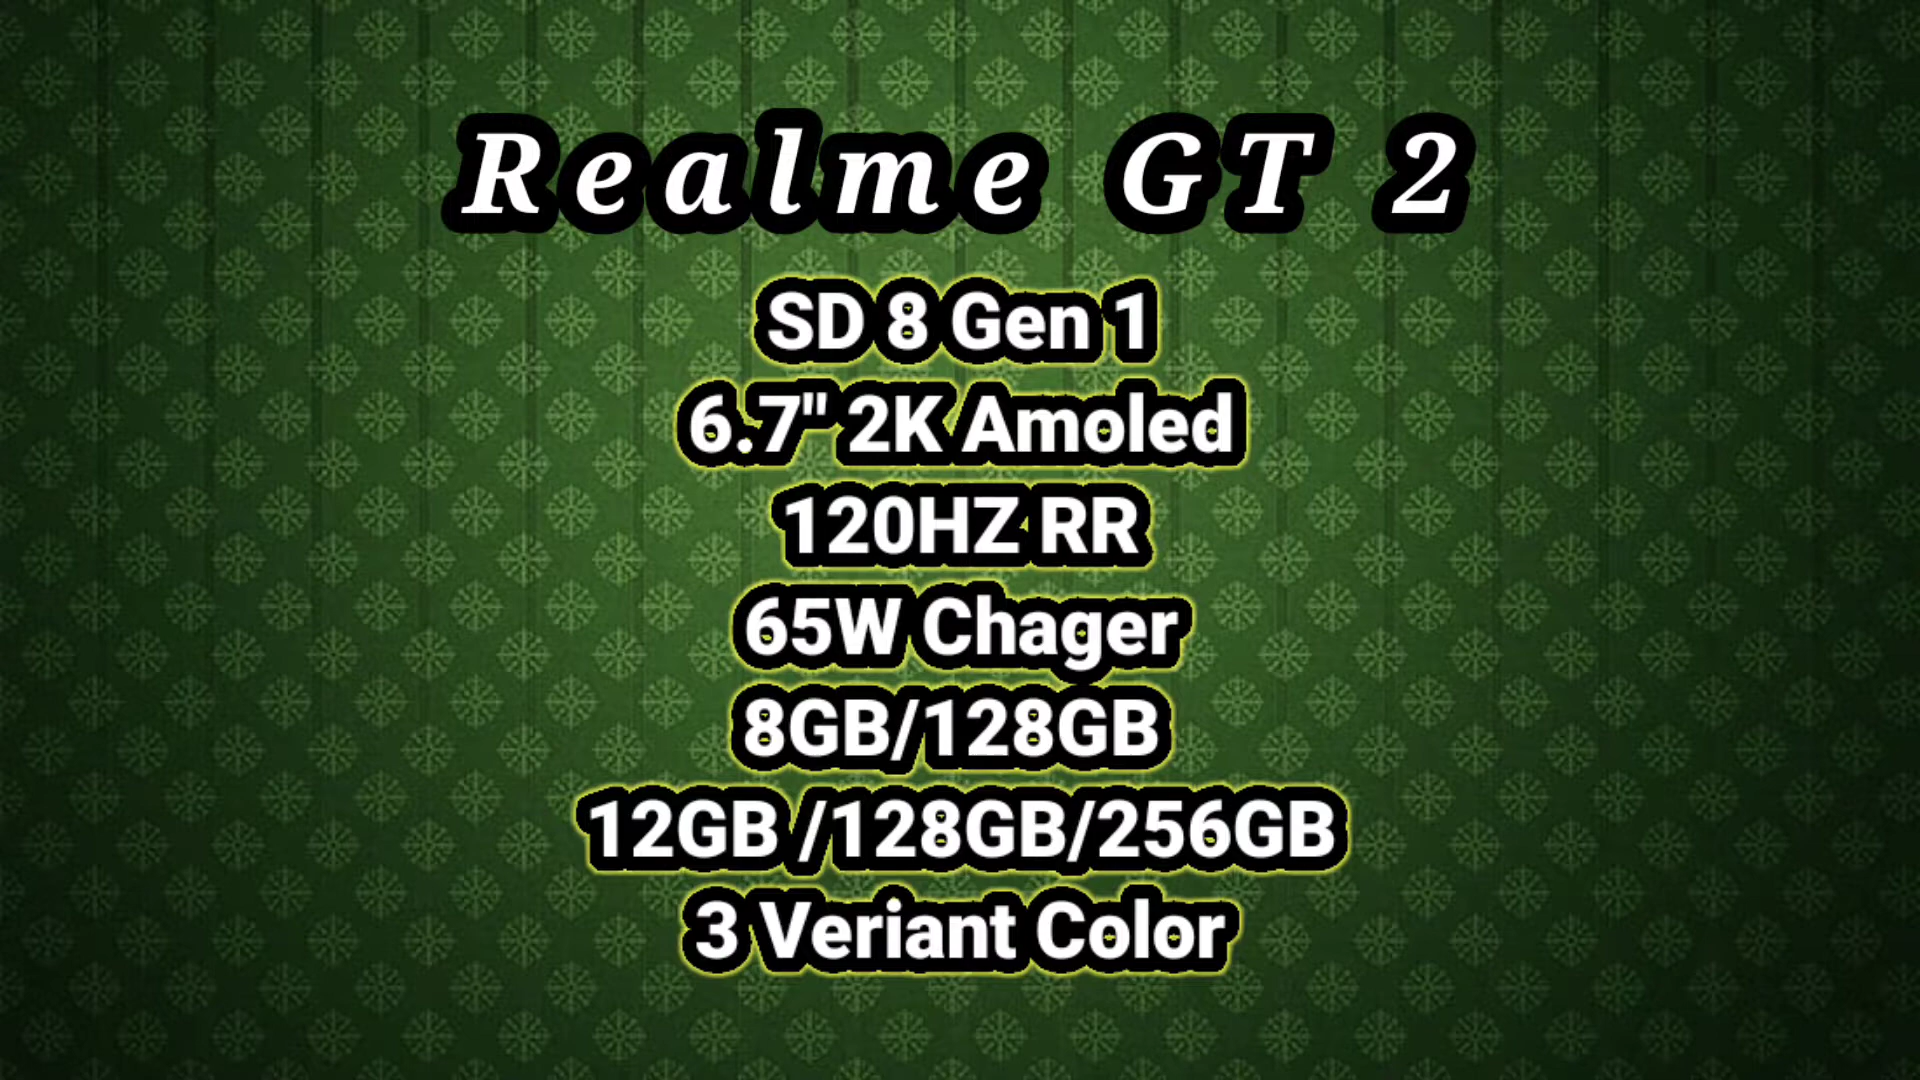 Realme GT 2
SD 8 Gen 1
6.7" 2K Amoled
120HZ RR
65W Chager
8GB/128GB
12GB /128GB/256GB
3 Veriant Color